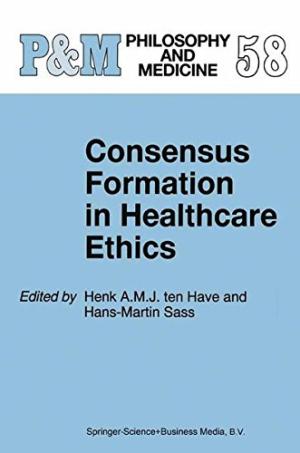 P&M
PHILOSOPHY
AND
MEDICINE
58
Consensus
Formation
in Healthcare
Ethics
Edited by Henk A.M.J. ten Have and
Hans-Martin Sass
Springer-Science+Business Media, B.V.